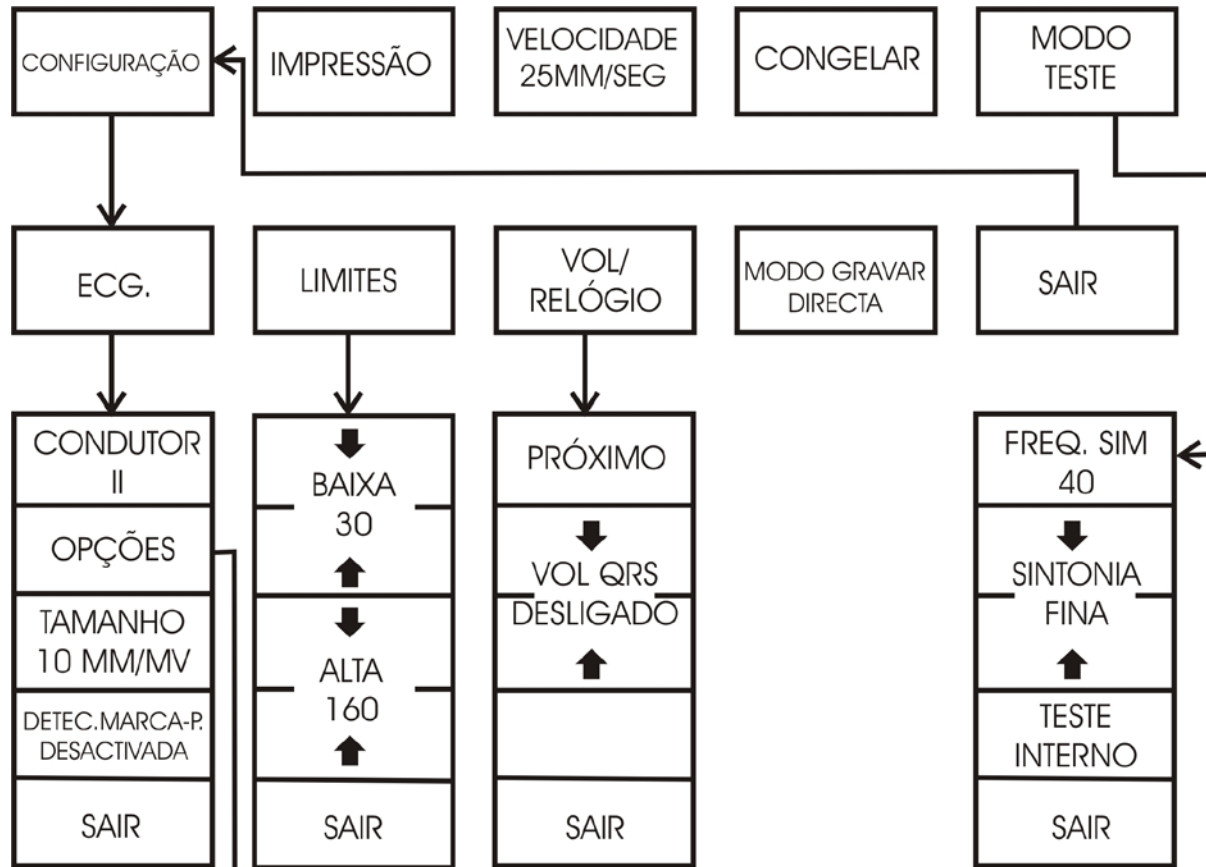 CONFIGURAÇÃO
IMPRESSÃO
VELOCIDADE
25MM/SEG
CONGELAR
MODO
TESTE
ECG.
LIMITES
VOL/
RELÓGIO
MODO GRAVAR
DIRECTA
SAIR
CONDUTOR
II
OPÇÕES
TAMANHO
10 MM/MV
DETEC.MARCA-P.
DESACTIVADA
SAIR
BAIXA
30
ALTA
160
SAIR
PRÓXIMO
VOL QRS
DESLIGADO
SAIR
FREQ. SIM
40
SINTONIA
FINA
TESTE
INTERNO
SAIR